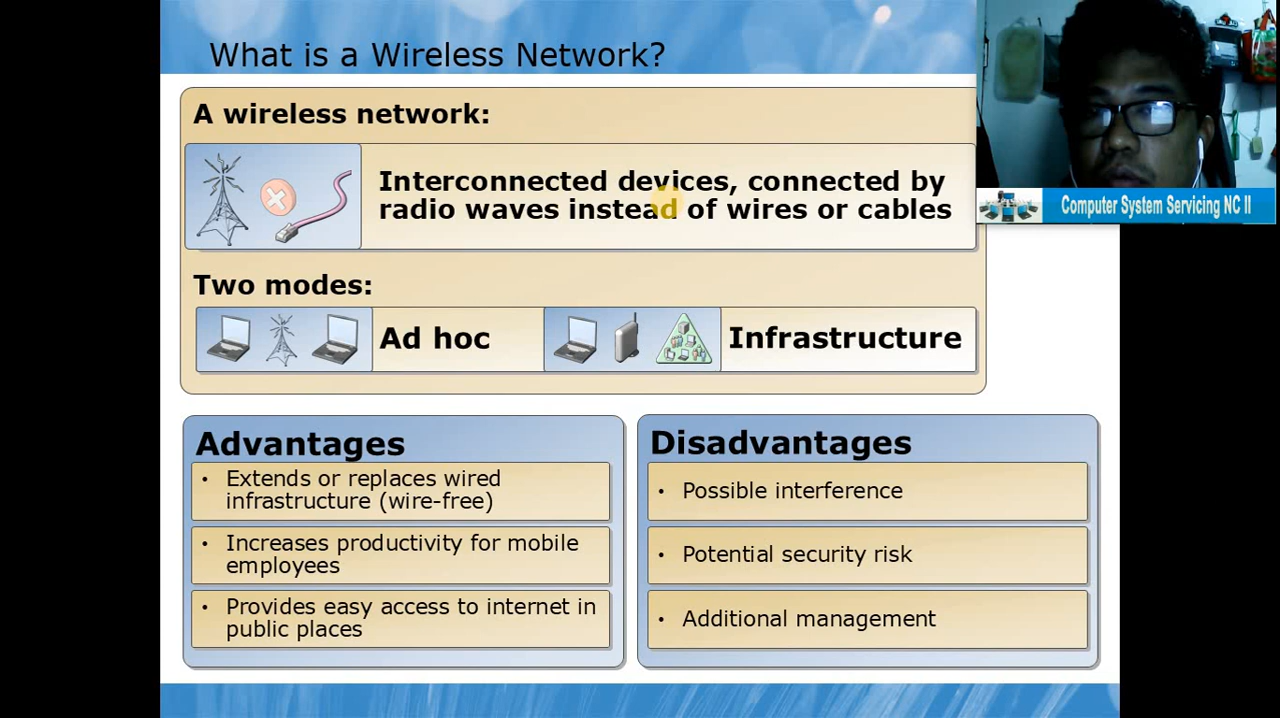 What is a Wireless Network?
A wireless network:
Interconnected devices, connected by
radio waves instead of wires or cables
Computer System Servicing NC II
Two modes:
Ad hoc
Infrastructure
Advantages
• Extends or replaces wired
infrastructure (wire-free)
• Increases productivity for mobile
employees
• Provides easy access to internet in
public places
Disadvantages
• Possible interference
• Potential security risk
• Additional management